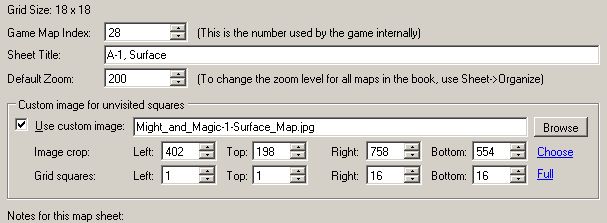 Grid Size: 18 x 18
Game Map Index: 28 (This is the number used by the game internally)
Sheet Title: A-1, Surface
Default Zoom: 200 (To change the zoom level for all maps in the book, use Sheet->Organize)
Custom image for unvisited squares
Use custom image: Might_and_Magic-1-Surface_Map.jpg Browse
Image crop: Left: 402 Top: 198 Right: 758 Bottom: 554 Choose
Grid squares: Left: 1 Top: 1 Right: 16 Bottom: 16 Full
Notes for this map sheet: